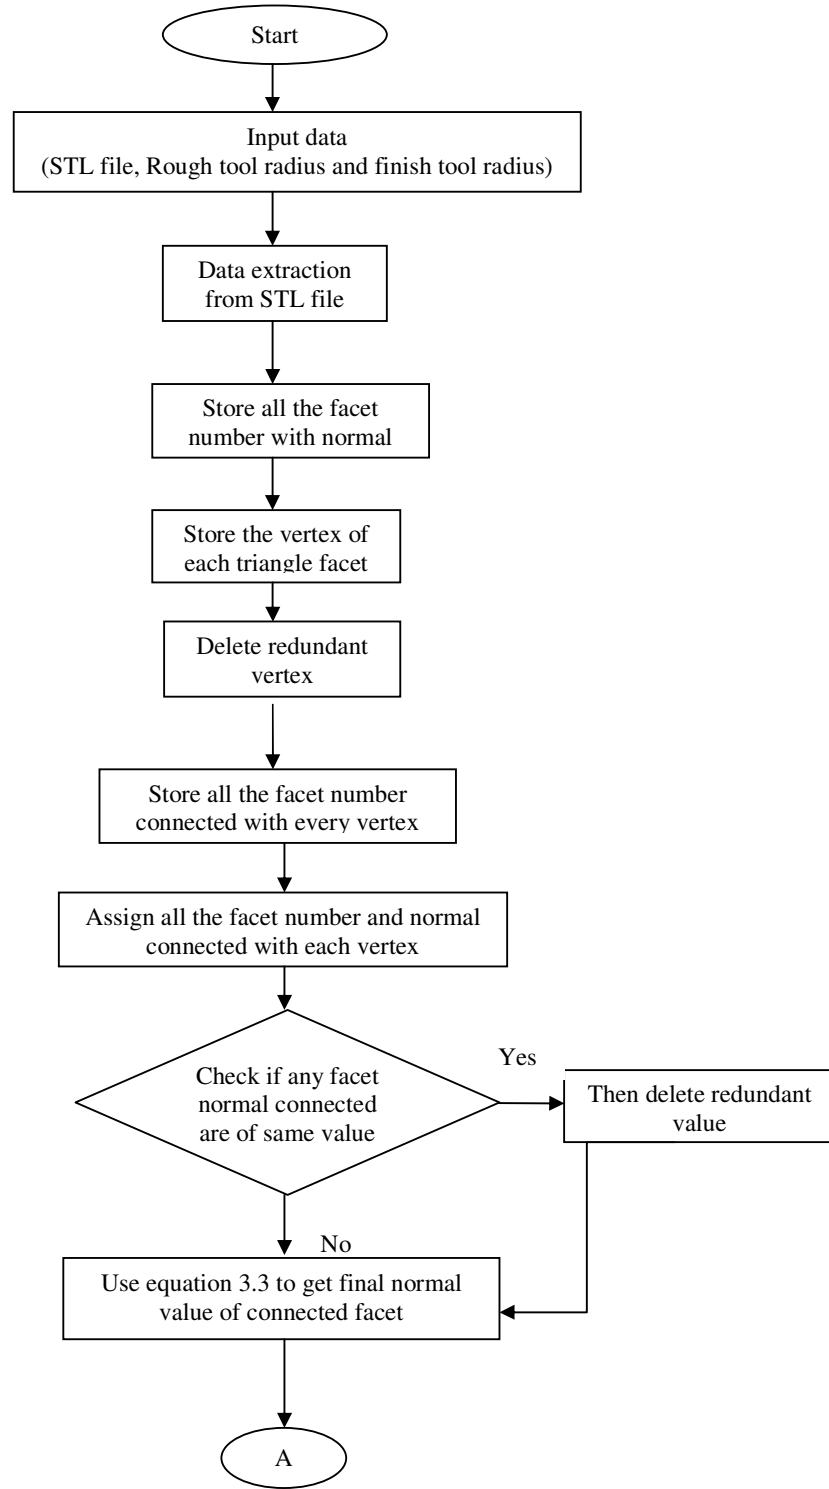 Start
Input data
(STL file, Rough tool radius and finish tool radius)
Data extraction
from STL file
Store all the facet
number with normal
Store the vertex of
each triangle facet
Delete redundant
vertex
Store all the facet number
connected with every vertex
Assign all the facet number and normal
connected with each vertex
Check if any facet
normal connected
are of same value
Yes
Then delete redundant
value
No
Use equation 3.3 to get final normal
value of connected facet
A